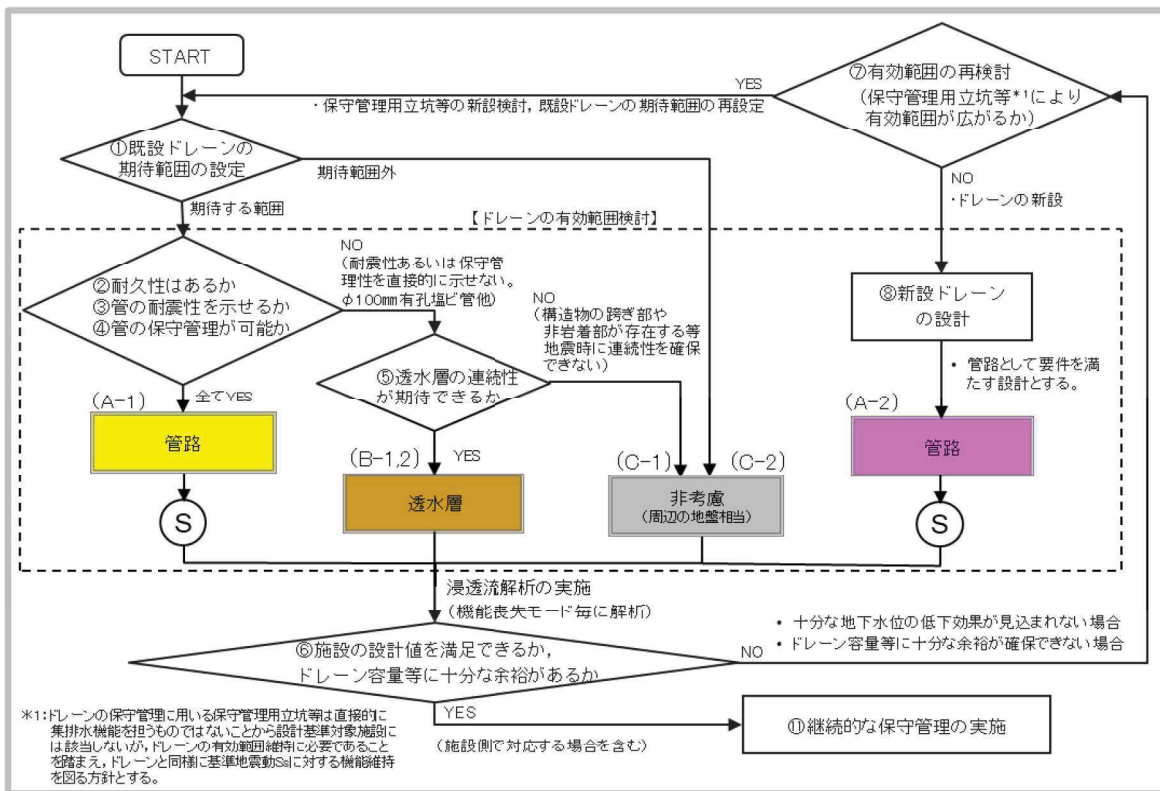 START
YES
・保守管理用立坑等の新設検討，既設ドレーンの期待範囲の再設定
⑦有効範囲の再検討
(保守管理用立坑等*1により
有効範囲が広がるか)
①既設ドレーンの
期待範囲の設定
期待範囲外
期待する範囲
NO
・ドレーンの新設
【ドレーンの有効範囲検討】
②耐久性はあるか
③管の耐震性を示せるか
④管の保守管理が可能か
NO
(耐震性あるいは保守管
理性を直接的に示せない。
φ100mm有孔塩ビ管他)
NO
(構造物の跨ぎ部や
非岩着部が存在する等
地震時に連続性を確保
できない)
⑧新設ドレーン
の設計
・ 管路として要件を満
たす設計とする。
⑤透水層の連続性
が期待できるか
(A-1)
全てYES
管路
(B-1,2)
YES
透水層
(C-1)
(C-2)
非考慮
(周辺の地盤相当)
(A-2)
管路
S
S
浸透流解析の実施
(機能喪失モード毎に解析)
・ 十分な地下水位の低下効果が見込まれない場合
・ ドレーン容量等に十分な余裕が確保できない場合
⑥施設の設計値を満足できるか，
ドレーン容量等に十分な余裕があるか
NO
YES
(施設側で対応する場合を含む)
⑪継続的な保守管理の実施
*1:ドレーンの保守管理に用いる保守管理用立坑等は直接的に
集排水機能を担うものではないことから設計基準対象施設に
は該当しないが，ドレーンの有効範囲維持に必要であること
を踏まえ，ドレーンと同様に基準地震動Ssに対する機能維持
を図る方針とする。